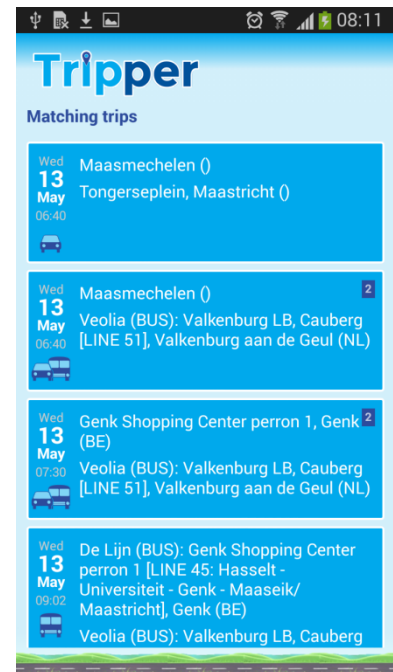 08:11
Tripper
Matching trips
Wed
13
May
06:40
Maasmechelen ()
Tongerseplein, Maastricht ()
Wed
13
May
06:40
Maasmechelen ()
2
Veolia (BUS): Valkenburg LB, Cauberg
[LINE 51], Valkenburg aan de Geul (NL)
Wed
13
May
07:30
Genk Shopping Center perron 1, Genk
(BE)
2
Veolia (BUS): Valkenburg LB, Cauberg
[LINE 51], Valkenburg aan de Geul (NL)
Wed
13
May
09:02
De Lijn (BUS): Genk Shopping Center
perron 1 [LINE 45: Hasselt -
Universiteit - Genk - Maaseik/
Maastricht], Genk (BE)
Veolia (BUS): Valkenburg LB, Cauberg